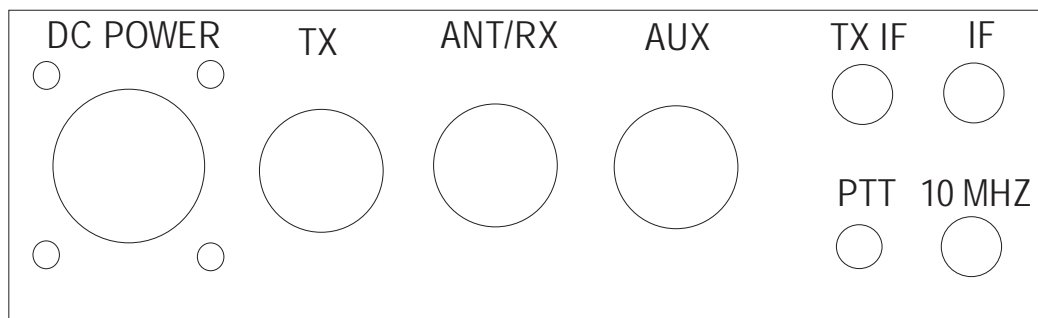 DC POWER
TX
ANT/RX
AUX
TX IF
IF
PTT
10 MHZ